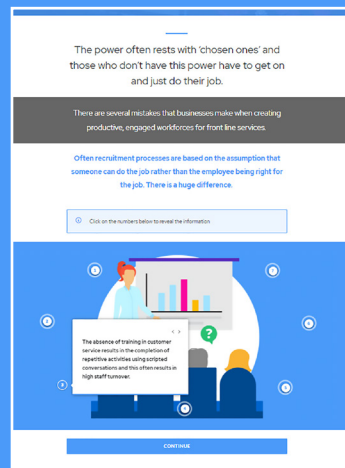 The power often rests with 'chosen ones' and
those who don't have this power have to get on
and just do their job.
There are several mistakes that businesses make when creating
productive, engaged workforces for front line services.
Often recruitment processes are based on the assumption that
someone can do the job rather than the employee being right for
the job. There is a huge difference.
Click on the numbers below to reveal the information
?
The absence of training in customer
service results in the completion of
repetitive activities using scripted
conversations and this often results in
high staff turnover.
CONTINUE